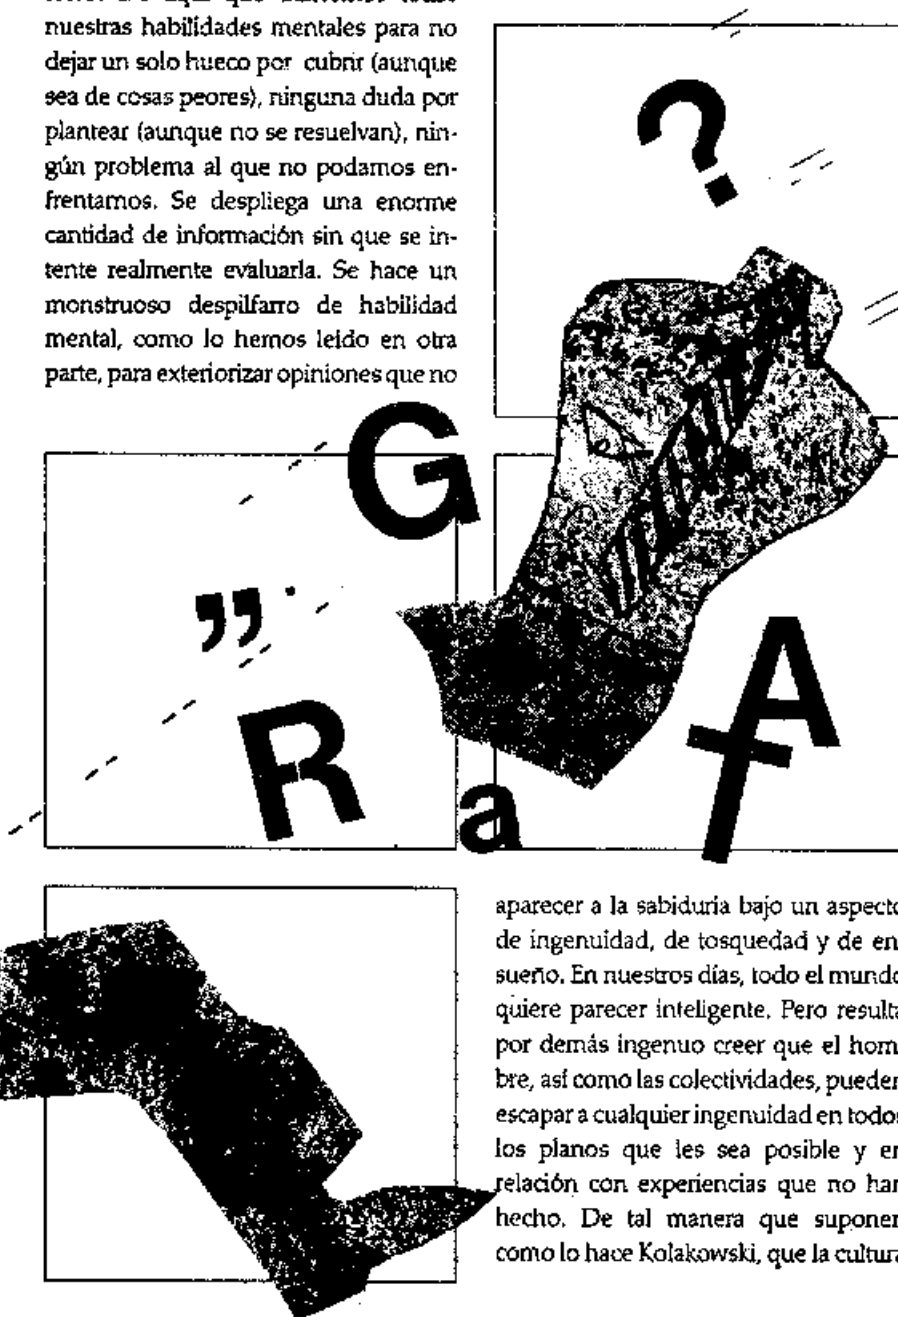 nuestras habilidades mentales para no
dejar un solo hueco por cubrir (aunque
sea de cosas peores), ninguna duda por
plantear (aunque no se resuelvan), nin-
gún problema al que no podamos en-
frentarnos. Se despliega una enorme
cantidad de información sin que se in-
tente realmente evaluarla. Se hace un
monstruoso despilfarro de habilidad
mental, como lo hemos leído en otra
parte, para exteriorizar opiniones que no
?
G
”
R
a
A
aparecer a la sabiduría bajo un aspecto
de ingenuidad, de tosquedad y de en
sueño. En nuestros días, todo el mundo
quiere parecer inteligente. Pero resulta
por demás ingenuo creer que el hom
bre, así como las colectividades, pueden
escapar a cualquier ingenuidad en todos
los planos que les sea posible y en
relación con experiencias que no han
hecho. De tal manera que suponer
como lo hace Kolakowski, que la cultura